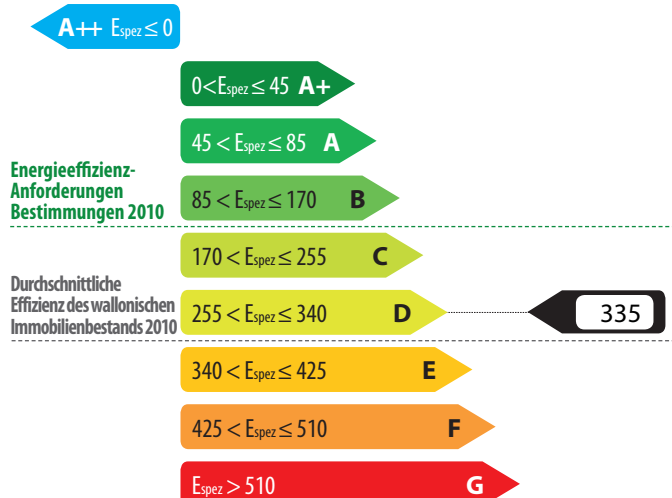 A++ Espez ≤ 0
0<Espez ≤ 45 A+
45 < Espez ≤ 85 A
Energieeffizienz-
Anforderungen
Bestimmungen 2010
85 < Espez ≤ 170 B
170 < Espez ≤ 255 C
Durchschnittliche
Effizienz des wallonischen
Immobilienbestands 2010
255 < Espez ≤ 340 D
335
340 < Espez ≤ 425 E
425 < Espez ≤ 510 F
Espez > 510 G